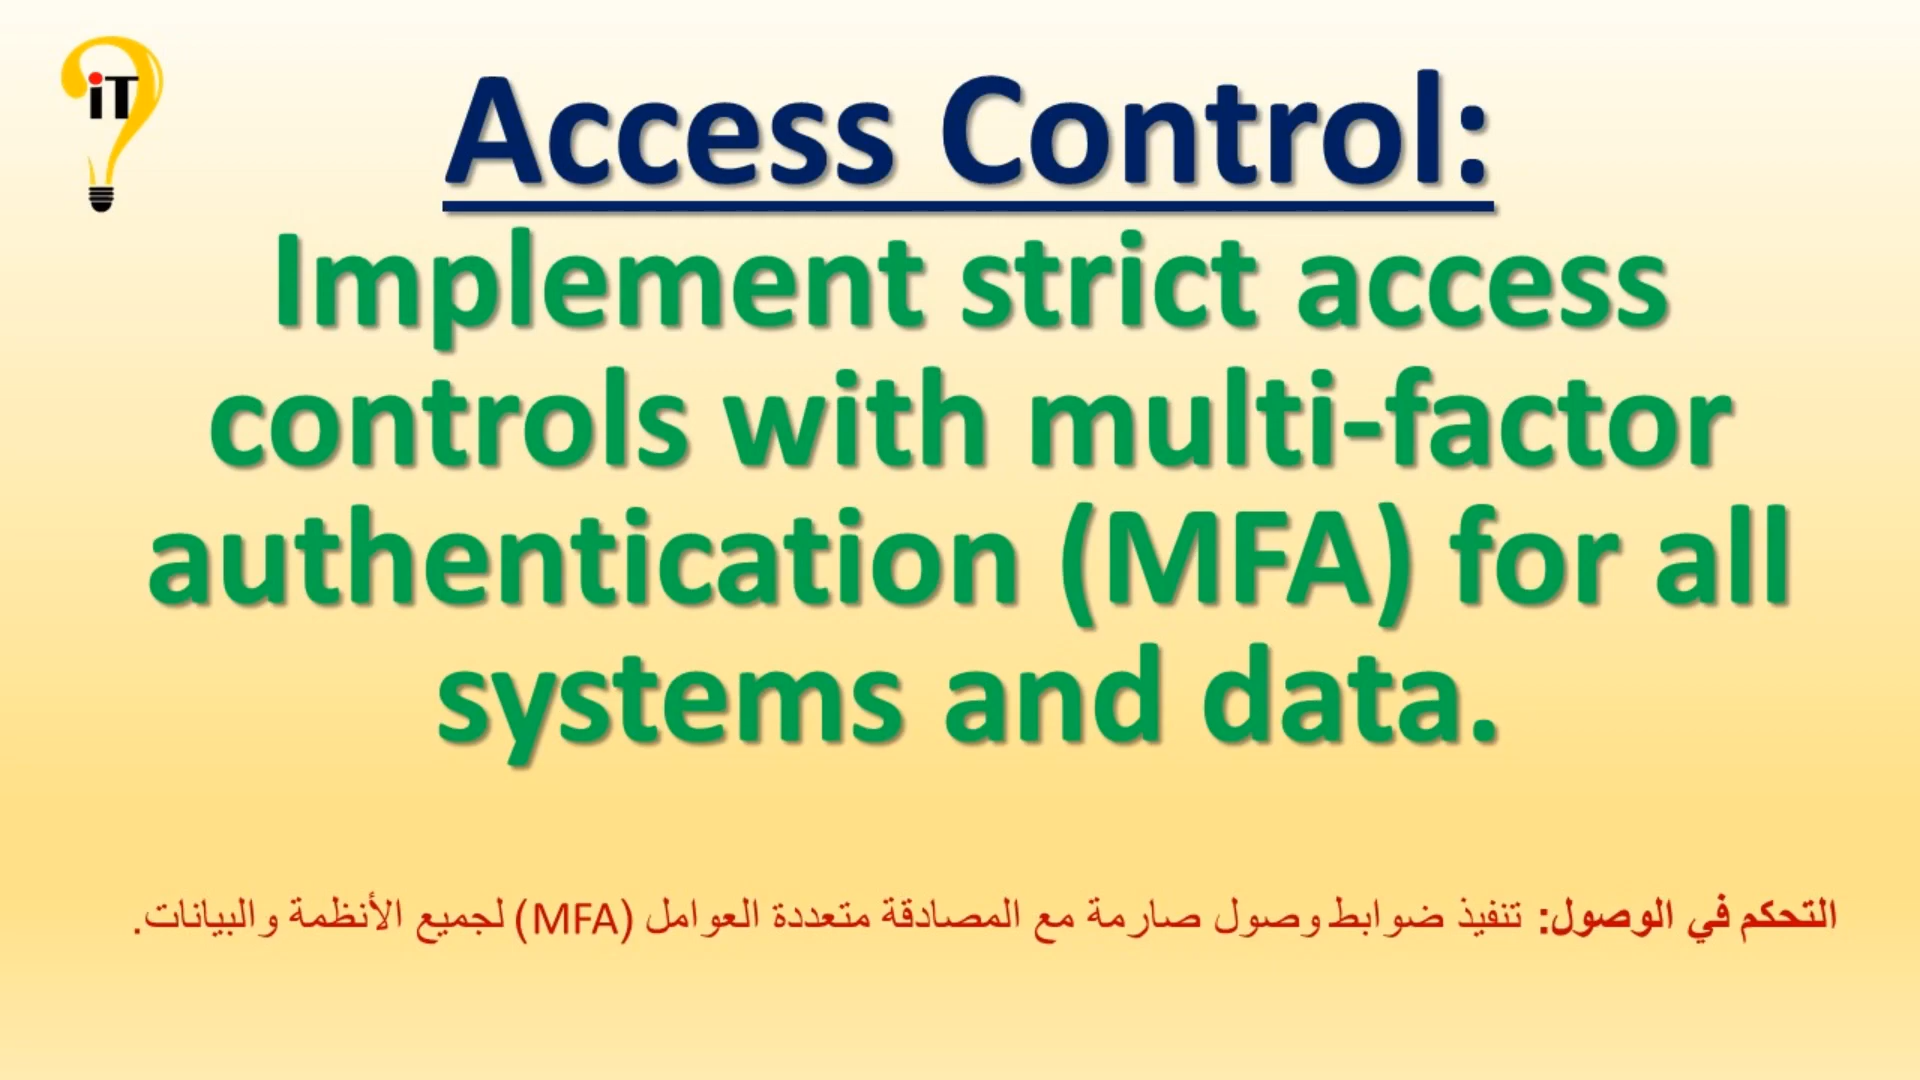 iT
Access Control:
Implement strict access
controls with multi-factor
authentication (MFA) for all
systems and data.
التحكم في الوصول: تنفيذ ضوابط وصول صارمة مع المصادقة متعددة العوامل (MFA) لجميع الأنظمة والبيانات.